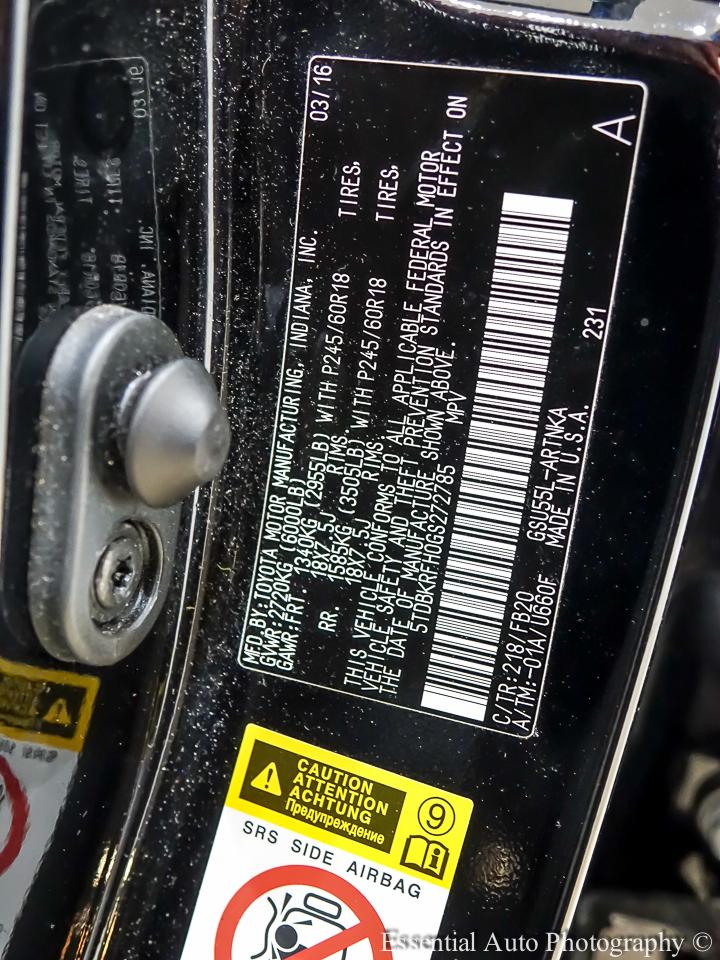 MFD.BY:TOYOTA MOTOR MANUFACTURING, INDIANA, INC. 03/16
GVWR:2720KG (6000LB)
GAWR:FRT. 1340KG (2955LB) WITH P245/60R18 TIRES,
18X7.5J RIMS,
RR. 1585KG (3505LB) WITH P245/60R18 TIRES,
18X7.5J RIMS.
THIS VEHICLE CONFORMS TO ALL APPLICABLE FEDERAL MOTOR
VEHICLE SAFETY AND THEFT PREVENTION STANDARDS IN EFFECT ON
THE DATE OF MANUFACTURE SHOWN ABOVE.
5TDBKRFH0GS272785 MPV
C/TR:218/FB20 GSU55L-ARTNKA 231 A
A/TM:-01A/U660F MADE IN U.S.A.
CAUTION
ATTENTION
ACHTUNG
Предупреждение
9
SRS SIDE AIRBAG
Essential Auto Photography ©